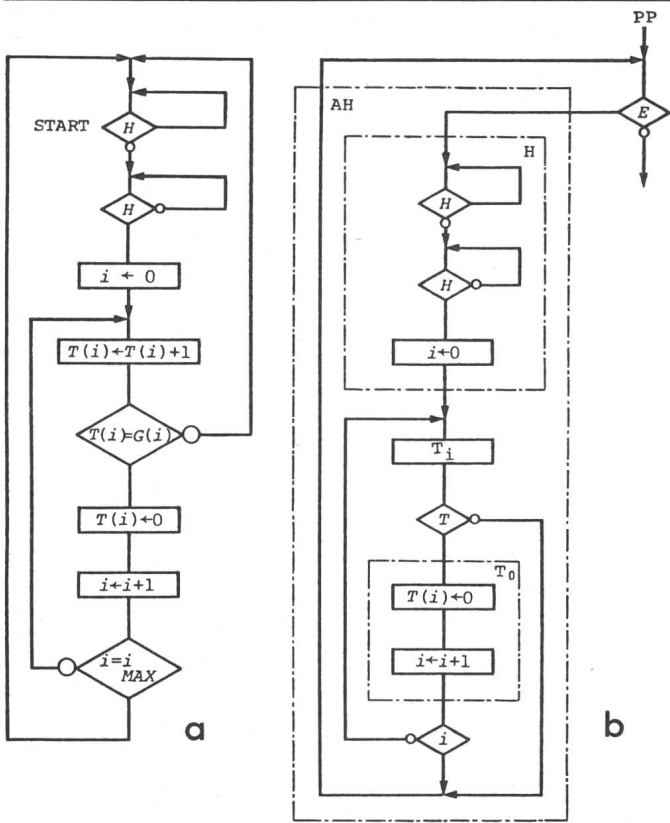 START
H
H
i ← 0
T(i)←T(i)+1
T(i)=G(i)
T(i)←0
i←i+1
i=i
MAX
a
PP
E
AH
H
H
H
i←0
Ti
T
T0
T(i)←0
i←i+1
i
b